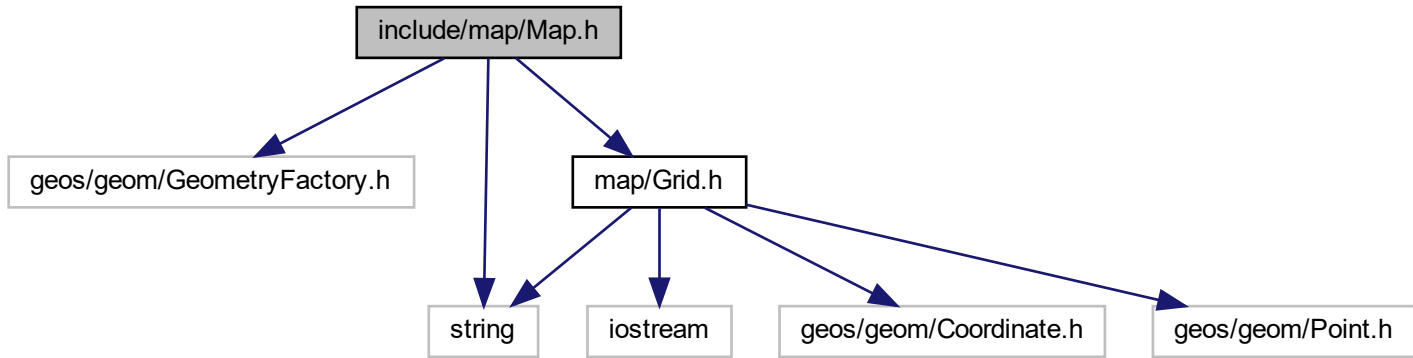 include/map/Map.h
geos/geom/GeometryFactory.h
map/Grid.h
string
iostream
geos/geom/Coordinate.h
geos/geom/Point.h